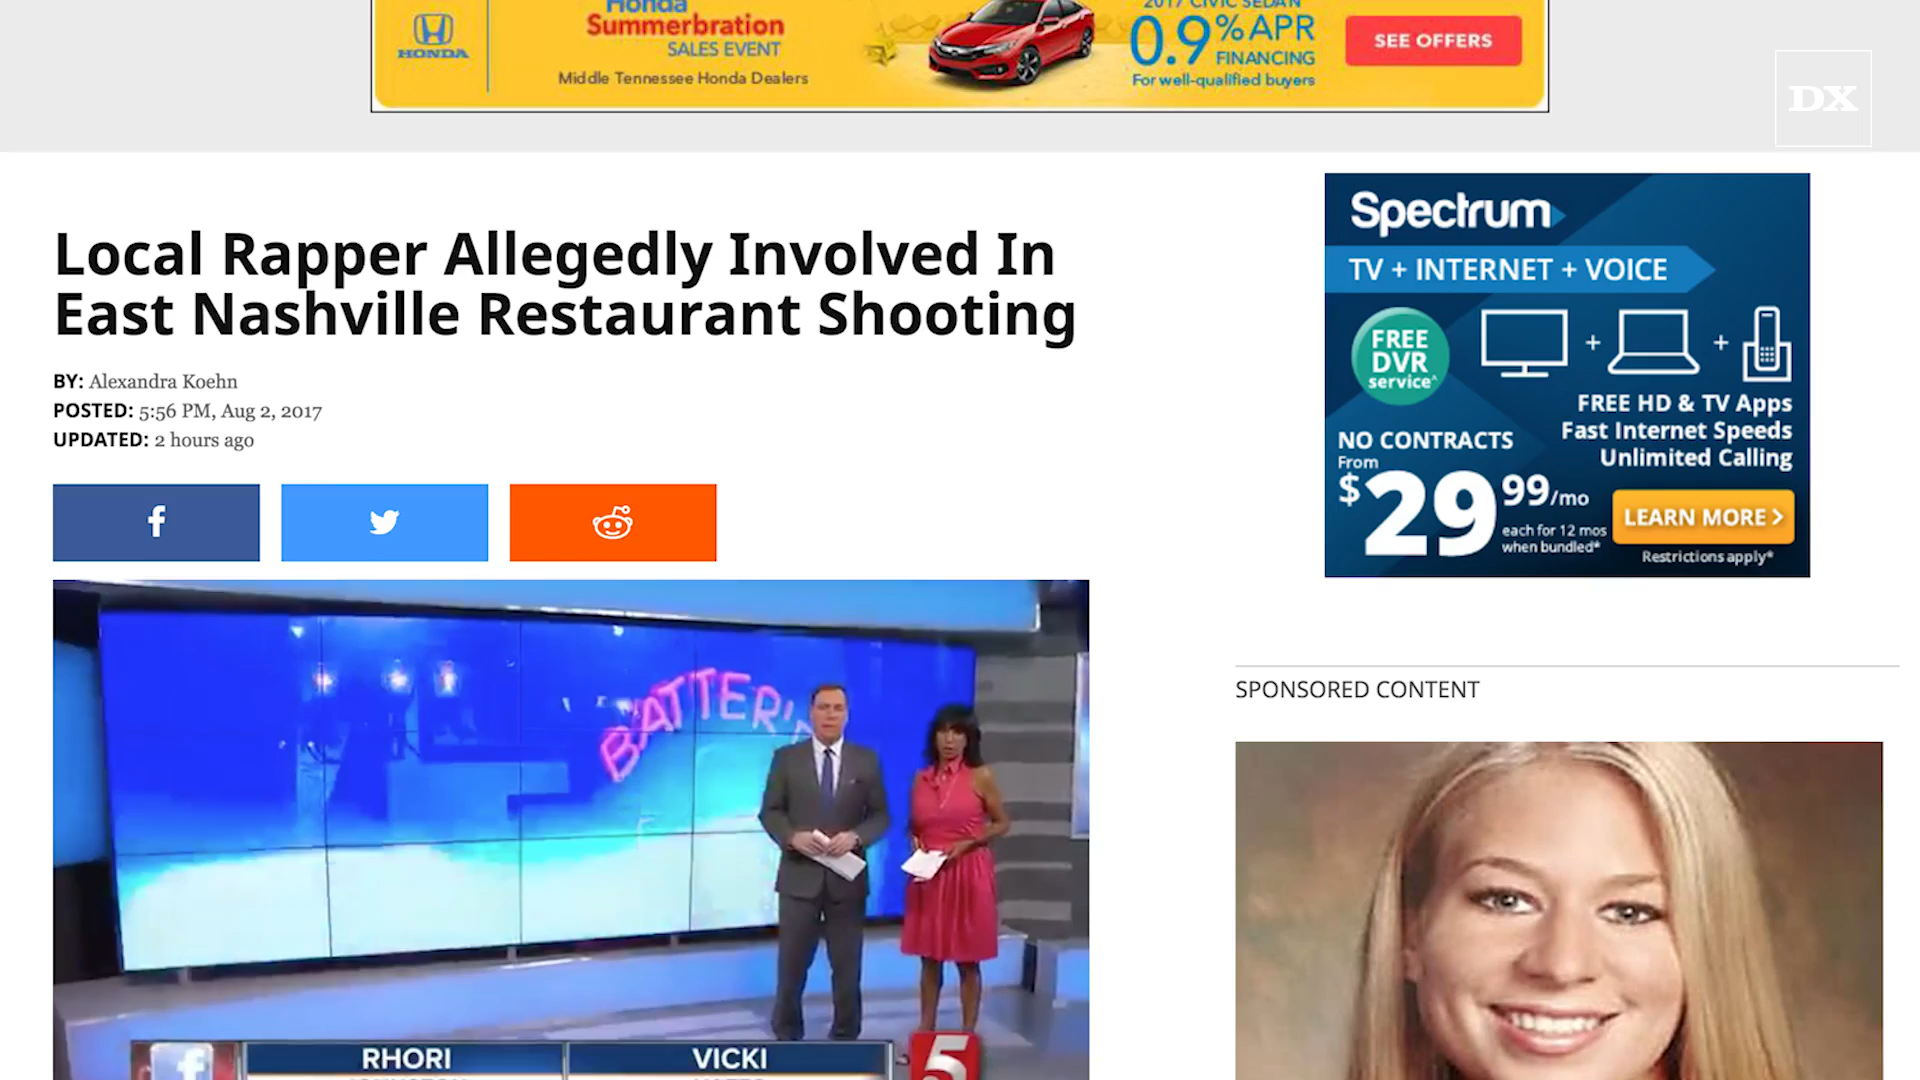 Honda
Summerbration
SALES EVENT
HONDA
Middle Tennessee Honda Dealers
2017 CIVIC SEDAN
0.9% APR
FINANCING
For well-qualified buyers
SEE OFFERS
DX
Local Rapper Allegedly Involved In
East Nashville Restaurant Shooting
BY: Alexandra Koehn
POSTED: 5:56 PM, Aug 2, 2017
UPDATED: 2 hours ago
f
Spectrum
TV + INTERNET + VOICE
FREE
DVR
service^
+ +
FREE HD & TV Apps
Fast Internet Speeds
Unlimited Calling
NO CONTRACTS
From
$29 99/mo
each for 12 mos
when bundled*
LEARN MORE >
Restrictions apply*
SPONSORED CONTENT
BATTER'
f
RHORI
VICKI
5